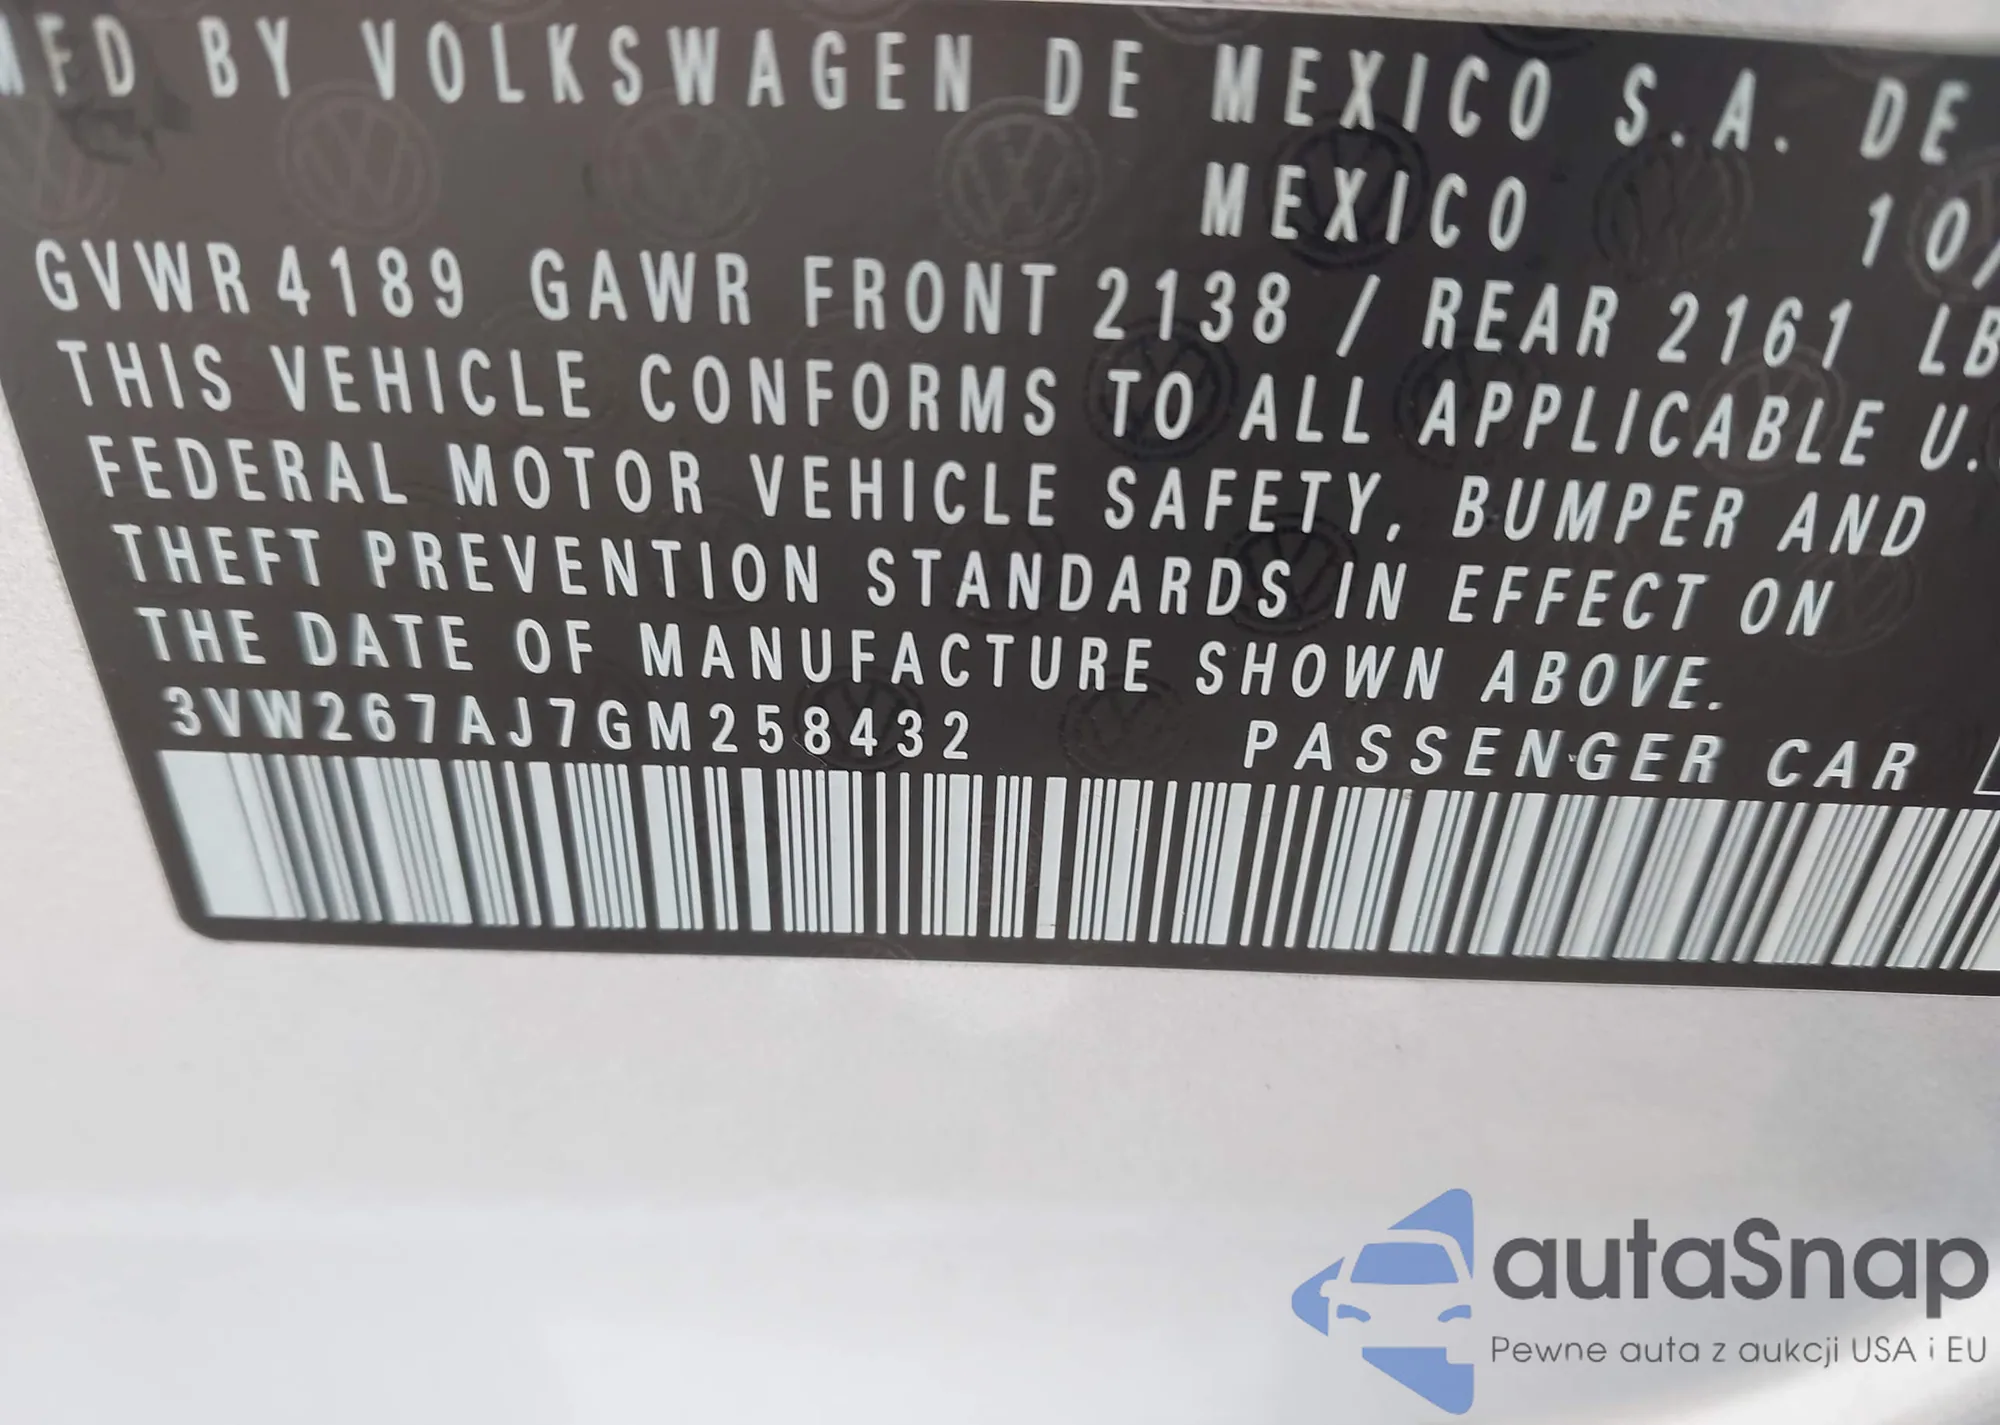 MFD BY VOLKSWAGEN DE MEXICO S.A. DE
MEXICO 10/
GVWR 4189 GAWR FRONT 2138 / REAR 2161 LB
THIS VEHICLE CONFORMS TO ALL APPLICABLE U.
FEDERAL MOTOR VEHICLE SAFETY, BUMPER AND
THEFT PREVENTION STANDARDS IN EFFECT ON
THE DATE OF MANUFACTURE SHOWN ABOVE.
3VW267AJ7GM258432 PASSENGER CAR
autaSnap
Pewne auta z aukcji USA i EU